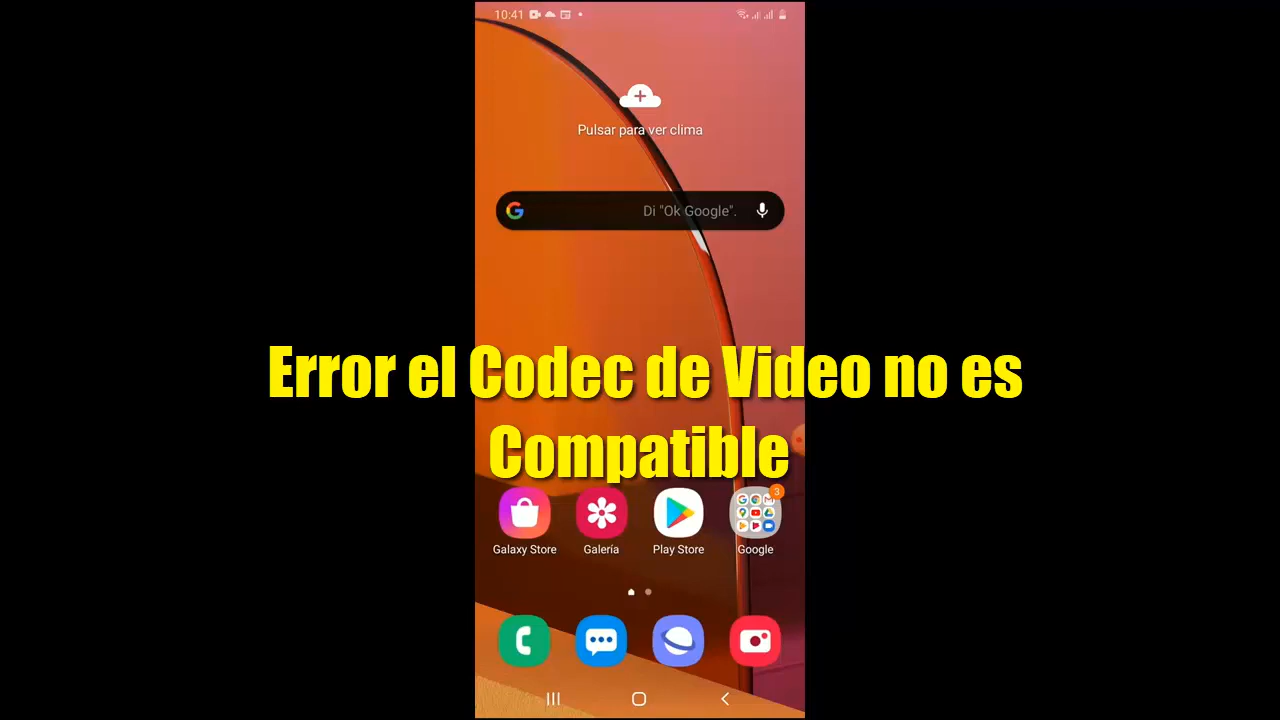 10:41
Pulsar para ver clima
Di "Ok Google".
Error el Codec de Video no es
Compatible
3
Galaxy Store
Galería
Play Store
Google